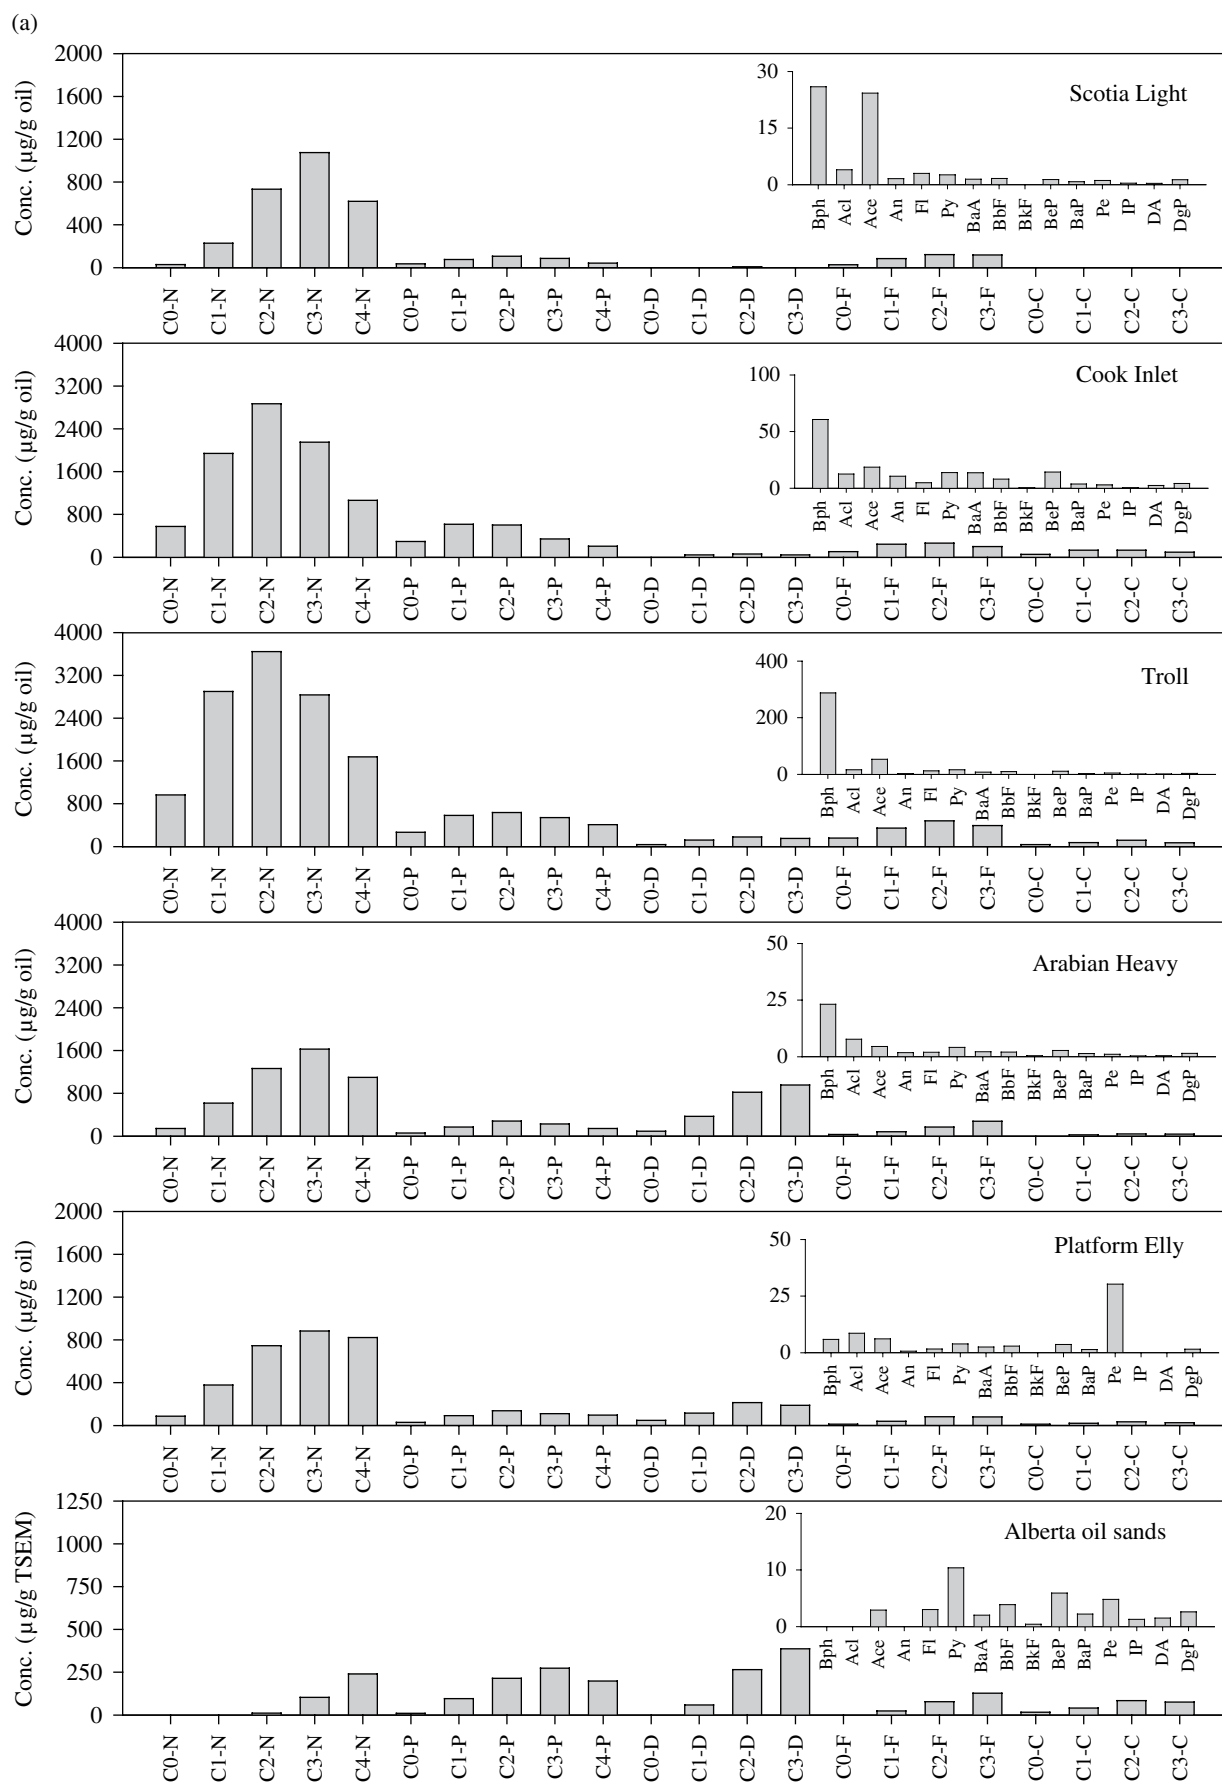 (a)
Conc. (µg/g oil)
2000
1600
1200
800
400
0
Scotia Light
30
15
0
Bph Acl Ace An Fl Py BaA BbF BkF BeP BaP Pe IP DA DgP
C0-N C1-N C2-N C3-N C4-N C0-P C1-P C2-P C3-P C4-P C0-D C1-D C2-D C3-D C0-F C1-F C2-F C3-F C0-C C1-C C2-C C3-C
Conc. (µg/g oil)
4000
3200
2400
1600
800
0
Cook Inlet
100
50
0
Bph Acl Ace An Fl Py BaA BbF BkF BeP BaP Pe IP DA DgP
C0-N C1-N C2-N C3-N C4-N C0-P C1-P C2-P C3-P C4-P C0-D C1-D C2-D C3-D C0-F C1-F C2-F C3-F C0-C C1-C C2-C C3-C
Conc. (µg/g oil)
4000
3200
2400
1600
800
0
Troll
400
200
0
Bph Acl Ace An Fl Py BaA BbF BkF BeP BaP Pe IP DA DgP
C0-N C1-N C2-N C3-N C4-N C0-P C1-P C2-P C3-P C4-P C0-D C1-D C2-D C3-D C0-F C1-F C2-F C3-F C0-C C1-C C2-C C3-C
Conc. (µg/g oil)
4000
3200
2400
1600
800
0
Arabian Heavy
50
25
0
Bph Acl Ace An Fl Py BaA BbF BkF BeP BaP Pe IP DA DgP
C0-N C1-N C2-N C3-N C4-N C0-P C1-P C2-P C3-P C4-P C0-D C1-D C2-D C3-D C0-F C1-F C2-F C3-F C0-C C1-C C2-C C3-C
Conc. (µg/g oil)
2000
1600
1200
800
400
0
Platform Elly
50
25
0
Bph Acl Ace An Fl Py BaA BbF BkF BeP BaP Pe IP DA DgP
C0-N C1-N C2-N C3-N C4-N C0-P C1-P C2-P C3-P C4-P C0-D C1-D C2-D C3-D C0-F C1-F C2-F C3-F C0-C C1-C C2-C C3-C
Conc. (µg/g TSEM)
1250
1000
750
500
250
0
Alberta oil sands
20
10
0
Bph Acl Ace An Fl Py BaA BbF BkF BeP BaP Pe IP DA DgP
C0-N C1-N C2-N C3-N C4-N C0-P C1-P C2-P C3-P C4-P C0-D C1-D C2-D C3-D C0-F C1-F C2-F C3-F C0-C C1-C C2-C C3-C